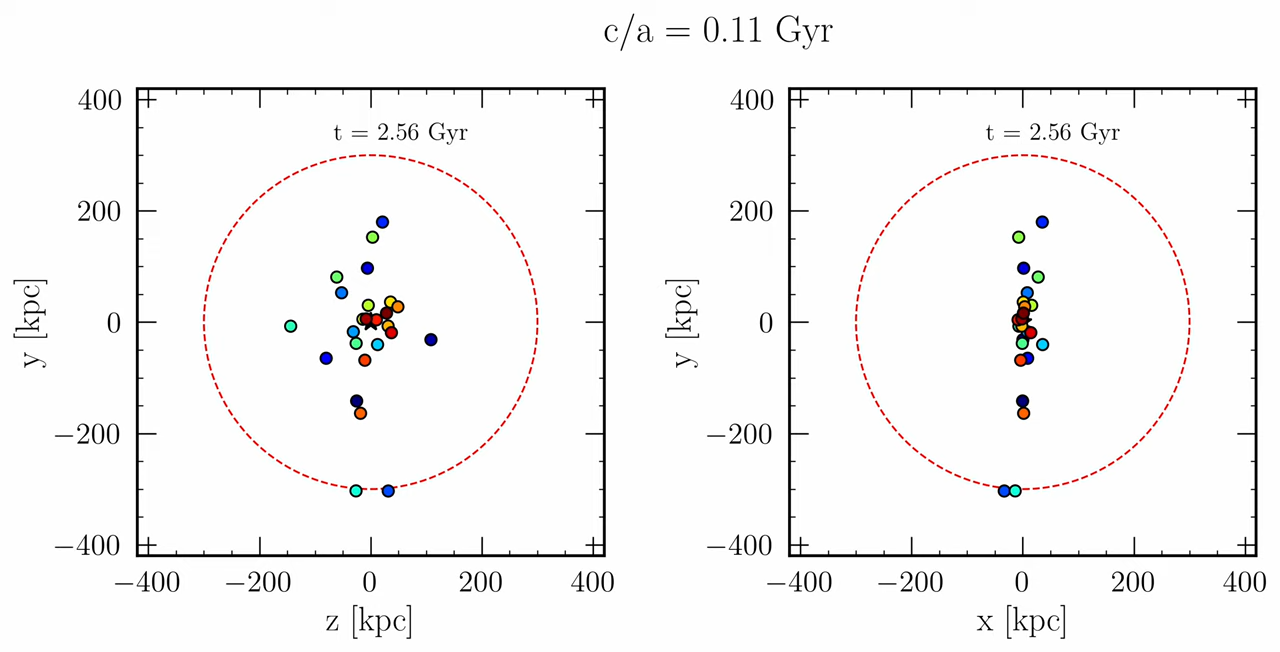 c/a = 0.11 Gyr
t = 2.56 Gyr
400
200
0
−200
−400
y [kpc]
−400 −200 0 200 400
z [kpc]
t = 2.56 Gyr
400
200
0
−200
−400
y [kpc]
−400 −200 0 200 400
x [kpc]